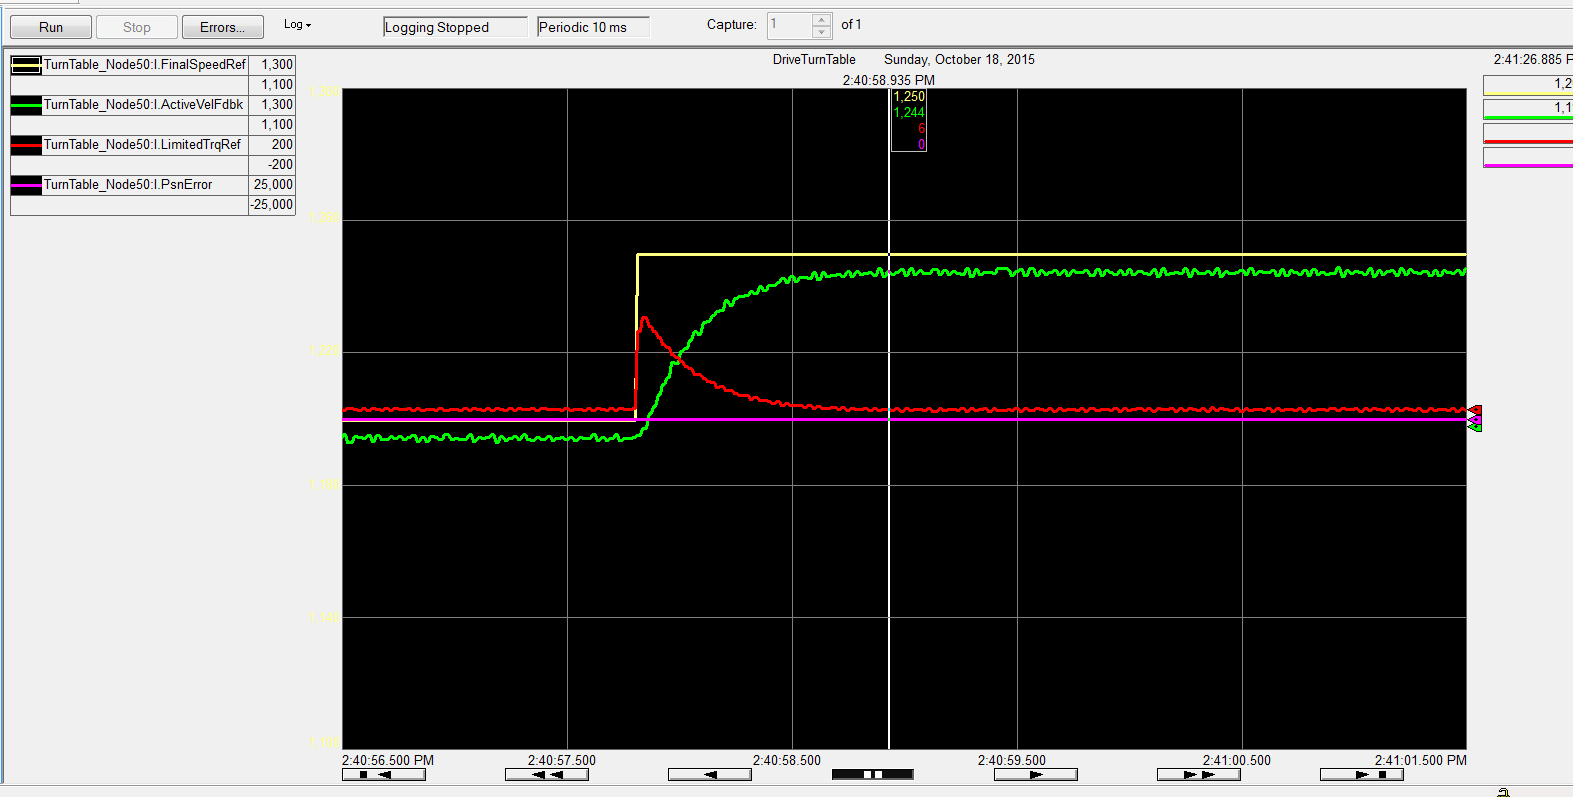 Run Stop Errors... Log Logging Stopped Periodic 10 ms Capture: 1 of 1
DriveTurnTable Sunday, October 18, 2015 2:41:26.885
2:40:58.935 PM
TurnTable_Node50:I.FinalSpeedRef 1,300
1,100
TurnTable_Node50:I.ActiveVelFdbk 1,300
1,100
TurnTable_Node50:I.LimitedTrqRef 200
-200
TurnTable_Node50:I.PsnError 25,000
-25,000
1,250
1,244
6
0
2:40:56.500 PM 2:40:57.500 2:40:58.500 2:40:59.500 2:41:00.500 2:41:01.500 PM